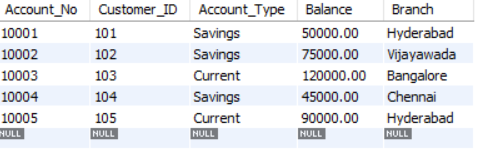 Account_No Customer_ID Account_Type Balance Branch
10001 101 Savings 50000.00 Hyderabad
10002 102 Savings 75000.00 Vijayawada
10003 103 Current 120000.00 Bangalore
10004 104 Savings 45000.00 Chennai
10005 105 Current 90000.00 Hyderabad
NULL NULL NULL NULL NULL